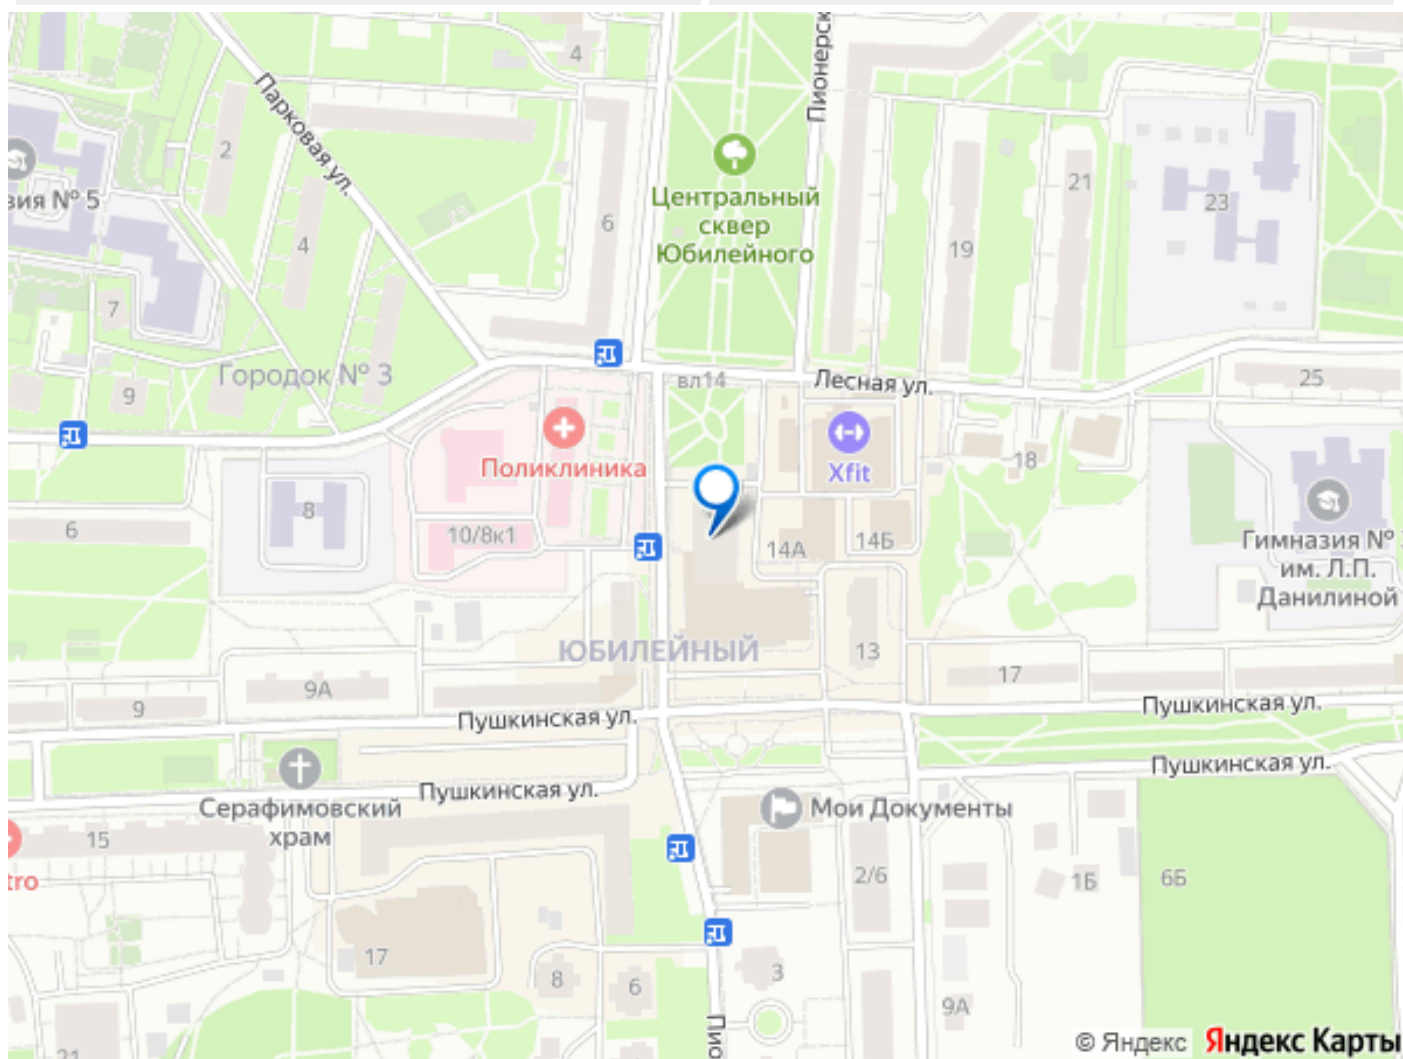 4
Пионерск
Парковая ул.
2
21
зия № 5
Центральный
сквер
Юбилейного
23
6
4
19
7
Городок № 3
вл14
Лесная ул.
25
9
Поликлиника
Xfit
18
8
6
10/8к1
14А
14Б
Гимназия №
им. Л.П.
Данилиной
ЮБИЛЕЙНЫЙ
13
17
9А
9
Пушкинская ул.
Пушкинская ул.
Пушкинская ул.
Пушкинская ул.
Серафимовский
храм
Мои Документы
15
tro
2/6
1Б
6Б
17
8
6
3
9А
Пио
21
© Яндекс
Яндекс Карты